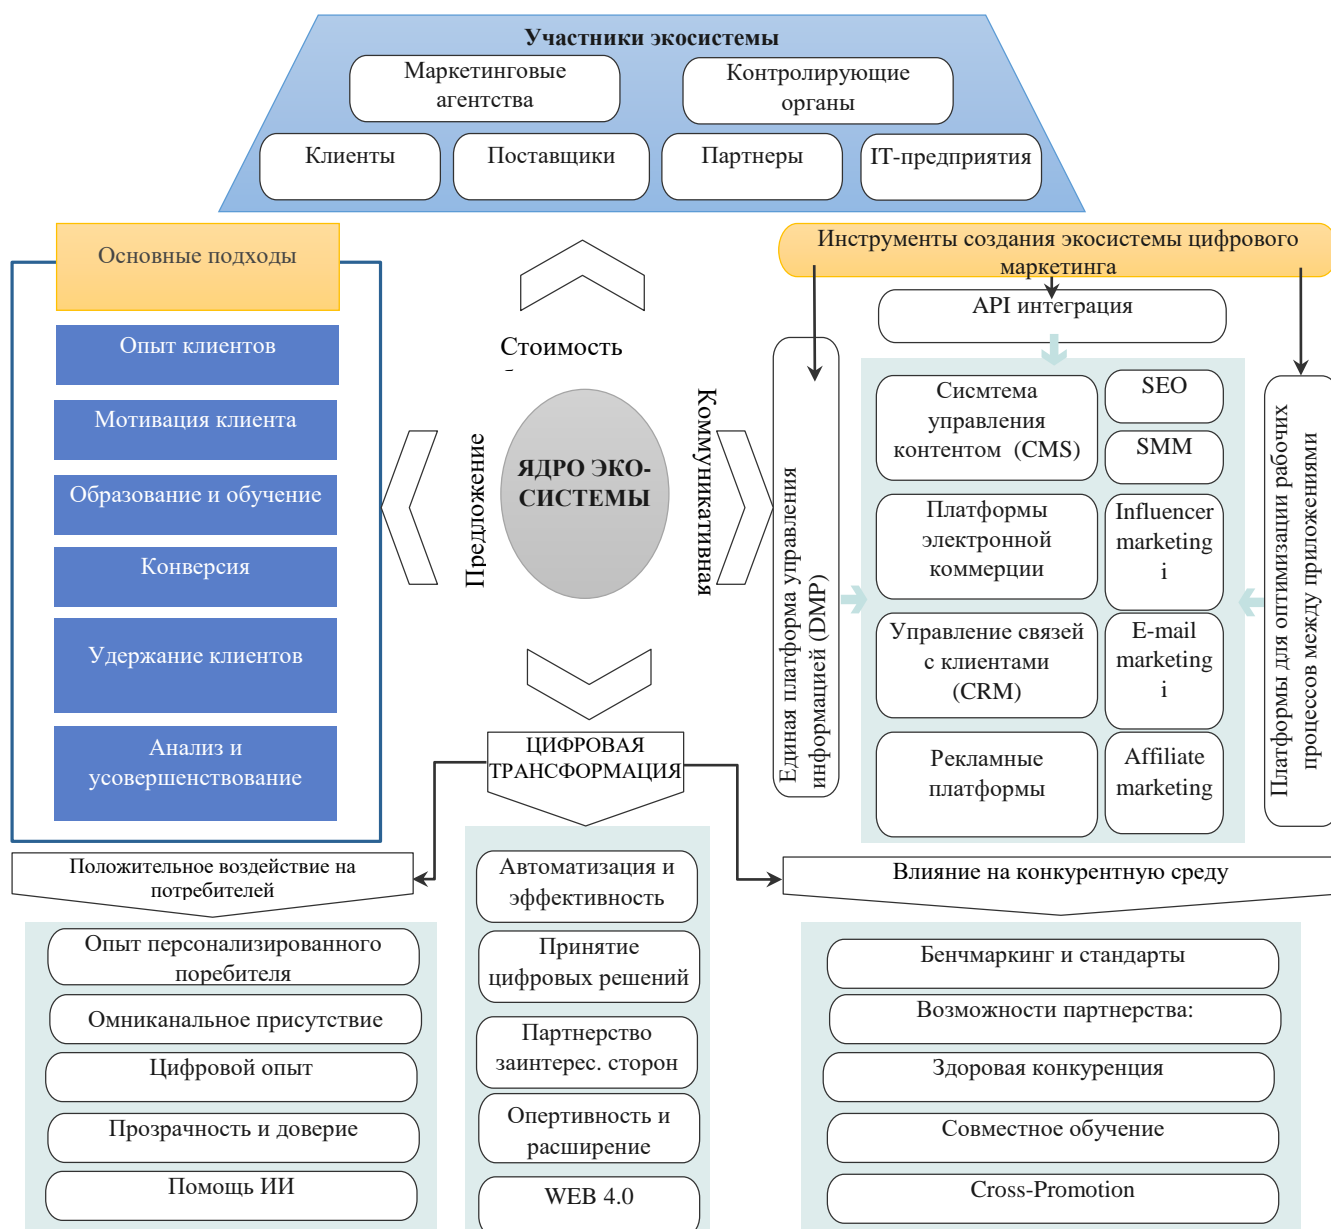 Участники экосистемы
Маркетинговые
агентства
Контролирующие
органы
Клиенты
Поставщики
Партнеры
IT-предприятия
Основные подходы
Опыт клиентов
Мотивация клиента
Образование и обучение
Конверсия
Удержание клиентов
Анализ и
усовершенствование
Стоимость
Предложение
ЯДРО ЭКО-
СИСТЕМЫ
Коммуникативная
Инструменты создания экосистемы цифрового
маркетинга
API интеграция
Единая платформа управления
информацией (DMP)
Сисмтема
управления
контентом (CMS)
SEO
SMM
Платформы
электронной
коммерции
Influencer
marketing
i
Управление связей
с клиентами
(CRM)
E-mail
marketing
i
Рекламные
платформы
Affiliate
marketing
Платформы для оптимизации рабочих
процессов между приложениями
ЦИФРОВАЯ
ТРАНСФОРМАЦИЯ
Положительное воздействие на
потребителей
Опыт персонализированного
поребителя
Омниканальное присутствие
Цифровой опыт
Прозрачность и доверие
Помощь ИИ
Автоматизация и
эффективность
Принятие
цифровых решений
Партнерство
заинтерес. сторон
Опертивность и
расширение
WEB 4.0
Влияние на конкурентную среду
Бенчмаркинг и стандарты
Возможности партнерства:
Здоровая конкуренция
Совместное обучение
Cross-Promotion